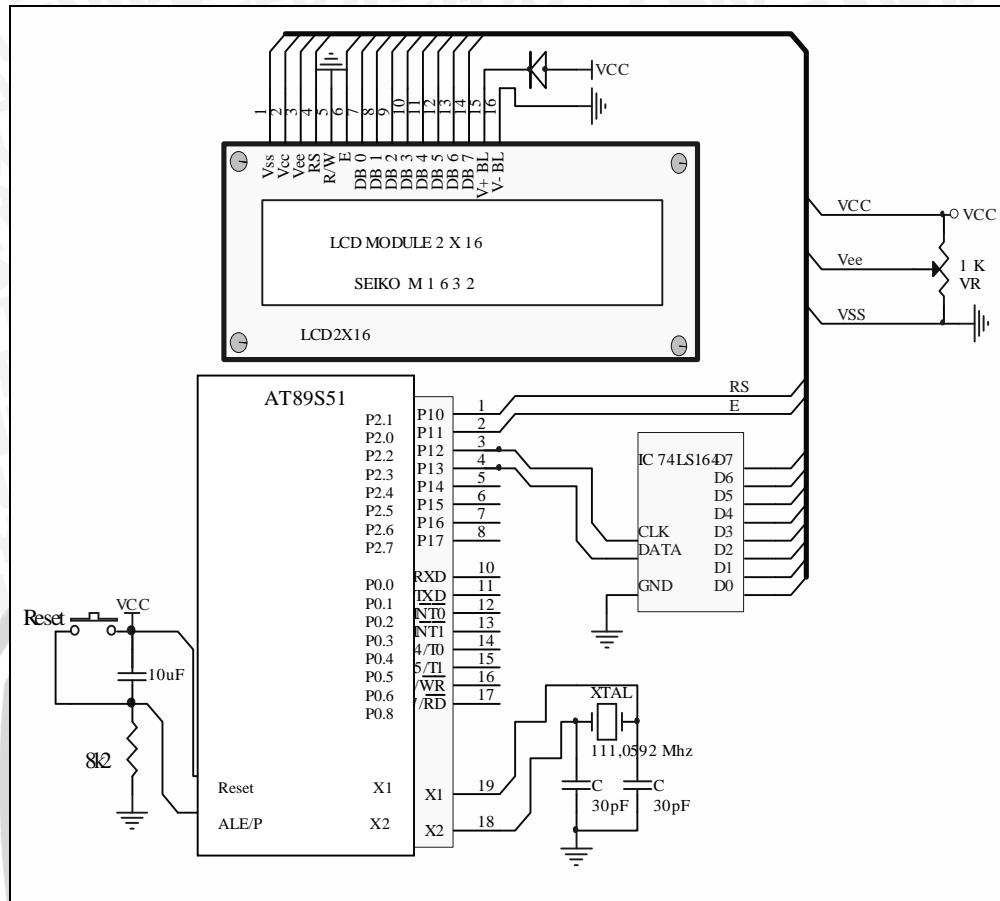 VCC
1
2
3
4
5
6
7
8
9
10
11
12
13
14
15
16
Vss
Vcc
Vee
RS
R/W
E
DB 0
DB 1
DB 2
DB 3
DB 4
DB 5
DB 6
DB 7
V+ BL
V- BL
LCD MODULE 2 X 16
SEIKO M 1 6 3 2
LCD2X16
VCC
VCC
Vee
1 K
VR
VSS
RS
E
AT89S51
P2.1
P2.0
P2.2
P2.3
P2.4
P2.5
P2.6
P2.7
P0.0
P0.1
P0.2
P0.3
P0.4
P0.5
P0.6
P0.8
P10 1
P11 2
P12 3
P13 4
P14 5
P15 6
P16 7
P17 8
RXD 10
TXD 11
NT0 12
NT1 13
4/T0 14
5/T1 15
/WR 16
7/RD 17
IC 74LS164
D7
D6
D5
D4
D3
D2
D1
D0
CLK
DATA
GND
Reset
VCC
10uF
8k2
Reset
ALE/P
X1
X2
X1 19
X2 18
XTAL
111,0592 Mhz
C
30pF
C
30pF